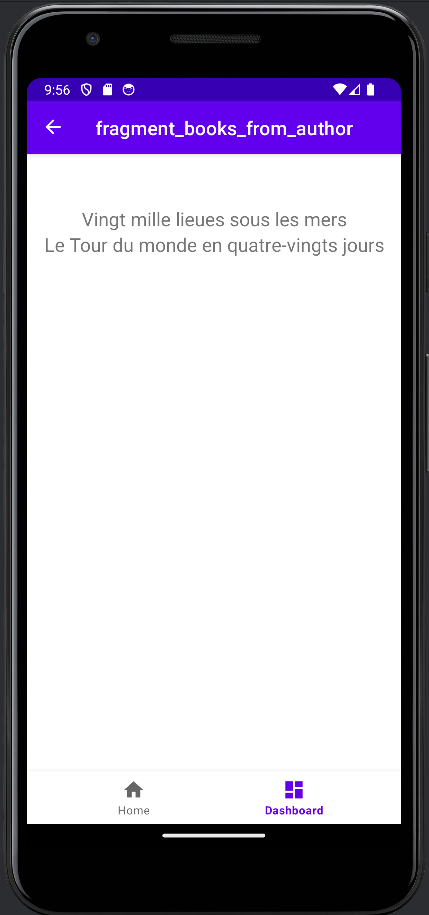 9:56
fragment_books_from_author
Vingt mille lieues sous les mers
Le Tour du monde en quatre-vingts jours
Home
Dashboard